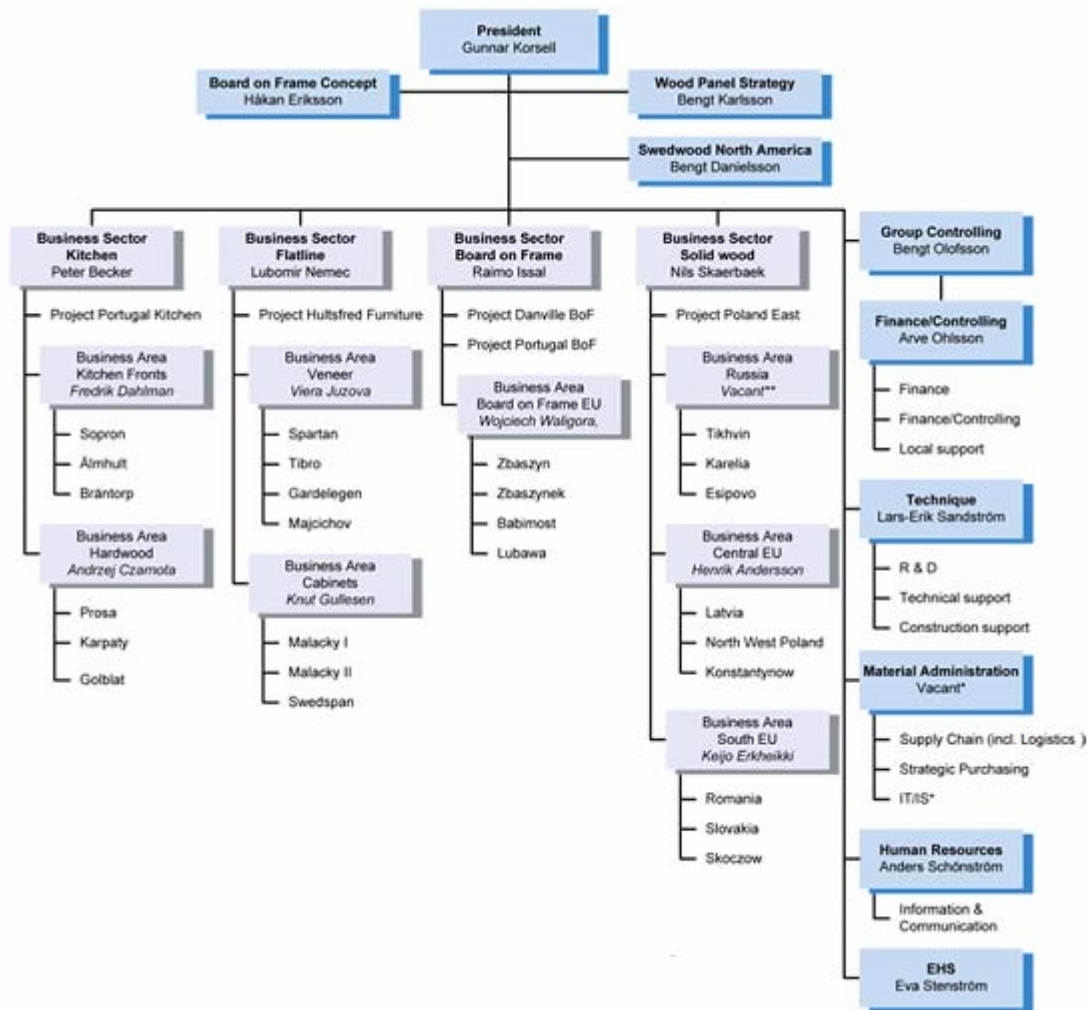 President
Gunnar Korsell
Board on Frame Concept
Håkan Eriksson
Wood Panel Strategy
Bengt Karlsson
Swedwood North America
Bengt Danielsson
Business Sector
Kitchen
Peter Becker
Project Portugal Kitchen
Business Area
Kitchen Fronts
Fredrik Dahlman
Sopron
Älmhult
Bräntorp
Business Area
Hardwood
Andrzej Czarnota
Prosa
Karpaty
Golblat
Business Sector
Flatline
Lubomir Nemec
Project Hultsfred Furniture
Business Area
Veneer
Viera Juzova
Spartan
Tibro
Gardelegen
Majcichov
Business Area
Cabinets
Knut Gullesen
Malacky I
Malacky II
Swedspan
Business Sector
Board on Frame
Raimo Issal
Project Danville BoF
Project Portugal BoF
Business Area
Board on Frame EU
Wojciech Waligora,
Zbaszyn
Zbaszynek
Babimost
Lubawa
Business Sector
Solid wood
Nils Skaerbaek
Project Poland East
Business Area
Russia
Vacant**
Tikhvin
Karelia
Esipovo
Business Area
Central EU
Henrik Andersson
Latvia
North West Poland
Konstantynow
Business Area
South EU
Keijo Erkheikki
Romania
Slovakia
Skoczow
Group Controlling
Bengt Olofsson
Finance/Controlling
Arve Ohlsson
Finance
Finance/Controlling
Local support
Technique
Lars-Erik Sandström
R & D
Technical support
Construction support
Material Administration
Vacant*
Supply Chain (incl. Logistics )
Strategic Purchasing
IT/IS*
Human Resources
Anders Schönström
Information &
Communication
EHS
Eva Stenström